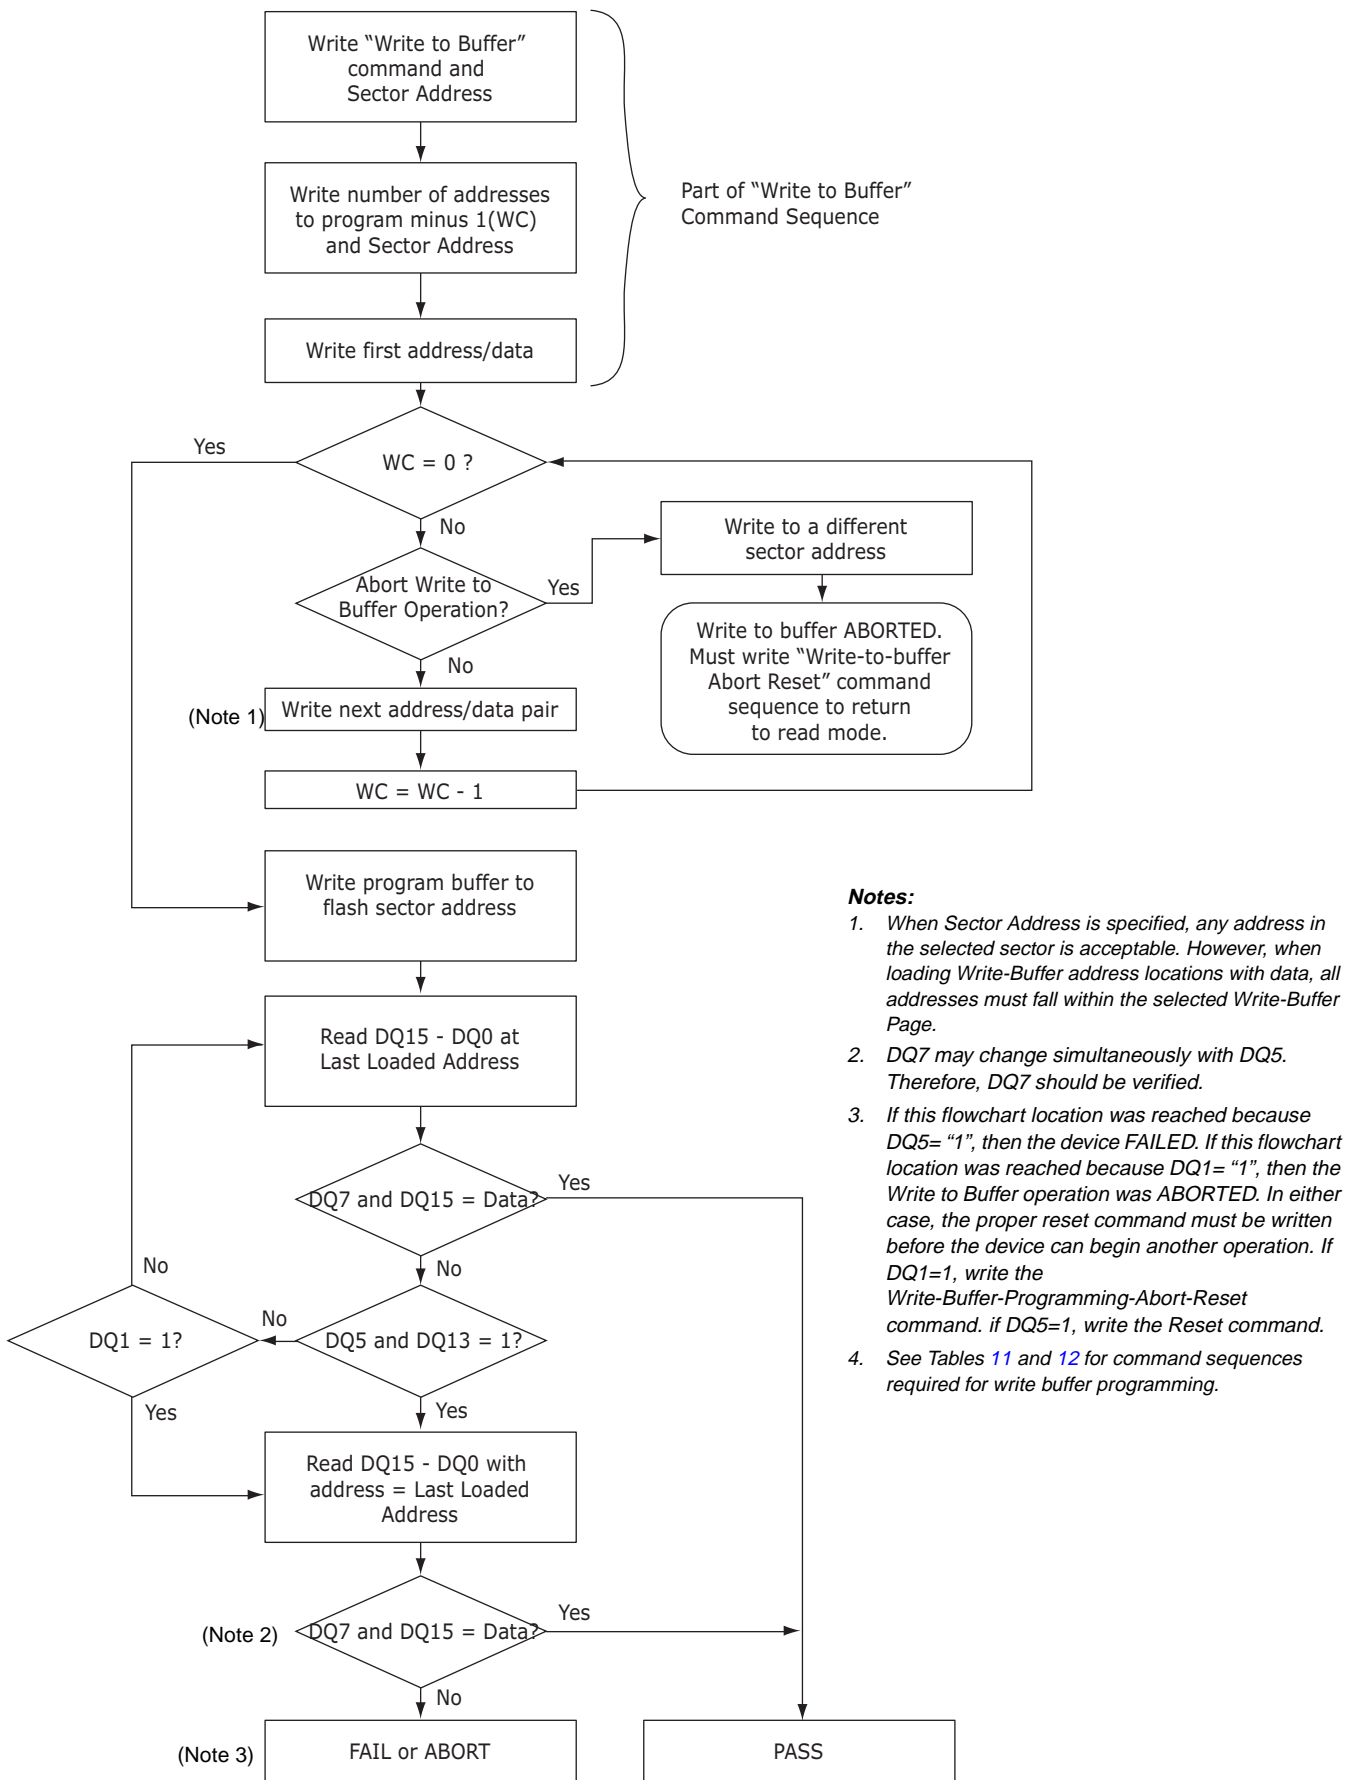 Write “Write to Buffer”
command and
Sector Address
Write number of addresses
to program minus 1(WC)
and Sector Address
Part of “Write to Buffer”
Command Sequence
Write first address/data
Yes
WC = 0 ?
No
Write to a different
sector address
Abort Write to
Buffer Operation?
Yes
Write to buffer ABORTED.
Must write “Write-to-buffer
Abort Reset” command
sequence to return
to read mode.
No
(Note 1)
Write next address/data pair
WC = WC - 1
Write program buffer to
flash sector address
Read DQ15 - DQ0 at
Last Loaded Address
DQ7 and DQ15 = Data?
Yes
No
No
DQ1 = 1?
No
DQ5 and DQ13 = 1?
Yes
Yes
Read DQ15 - DQ0 with
address = Last Loaded
Address
(Note 2)
DQ7 and DQ15 = Data?
Yes
No
(Note 3)
FAIL or ABORT
PASS
Notes:
1. When Sector Address is specified, any address in
the selected sector is acceptable. However, when
loading Write-Buffer address locations with data, all
addresses must fall within the selected Write-Buffer
Page.
2. DQ7 may change simultaneously with DQ5.
Therefore, DQ7 should be verified.
3. If this flowchart location was reached because
DQ5= “1”, then the device FAILED. If this flowchart
location was reached because DQ1= “1”, then the
Write to Buffer operation was ABORTED. In either
case, the proper reset command must be written
before the device can begin another operation. If
DQ1=1, write the
Write-Buffer-Programming-Abort-Reset
command. if DQ5=1, write the Reset command.
4. See Tables 11 and 12 for command sequences
required for write buffer programming.